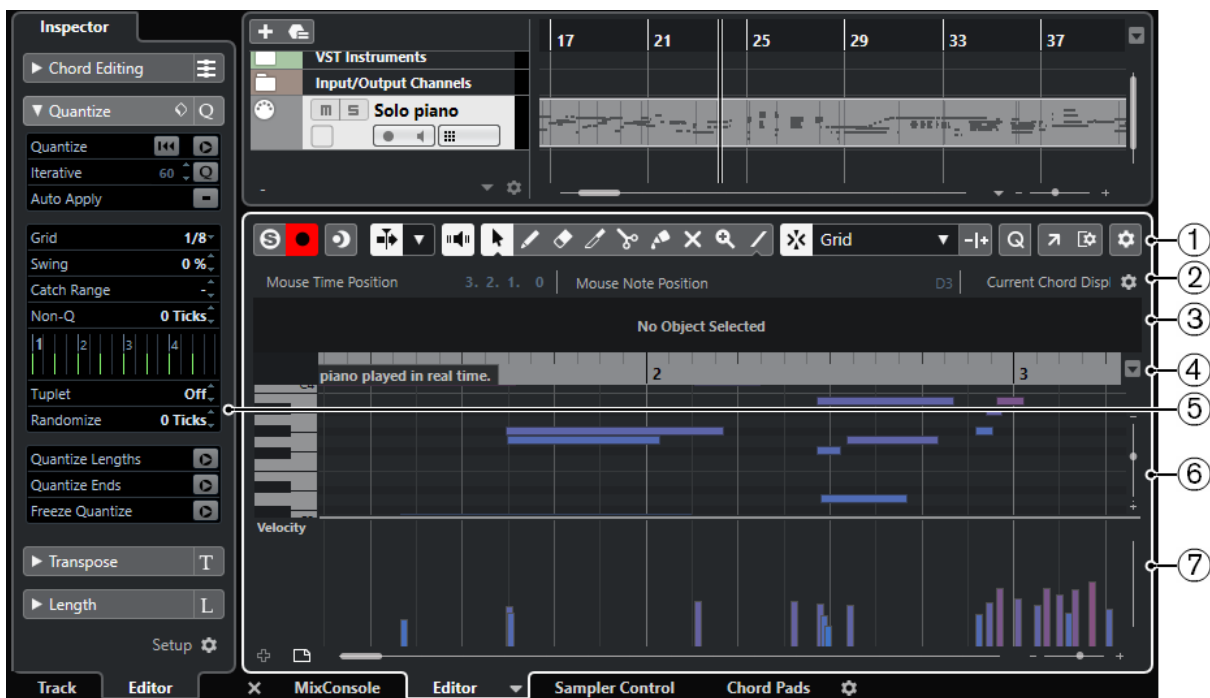 Inspector
Chord Editing
Quantize Q
Quantize
Iterative 60 Q
Auto Apply
Grid 1/8
Swing 0 %
Catch Range -
Non-Q 0 Ticks
1 2 3 4
Tuplet Off
Randomize 0 Ticks
Quantize Lengths
Quantize Ends
Freeze Quantize
Transpose T
Length L
Setup
Track Editor
17 21 25 29 33 37
VST Instruments
Input/Output Channels
m S Solo piano
-
S Grid Q
Mouse Time Position 3. 2. 1. 0 Mouse Note Position D3 Current Chord Displ
No Object Selected
piano played in real time. 2 3
Velocity
MixConsole Editor Sampler Control Chord Pads
1
2
3
4
5
6
7